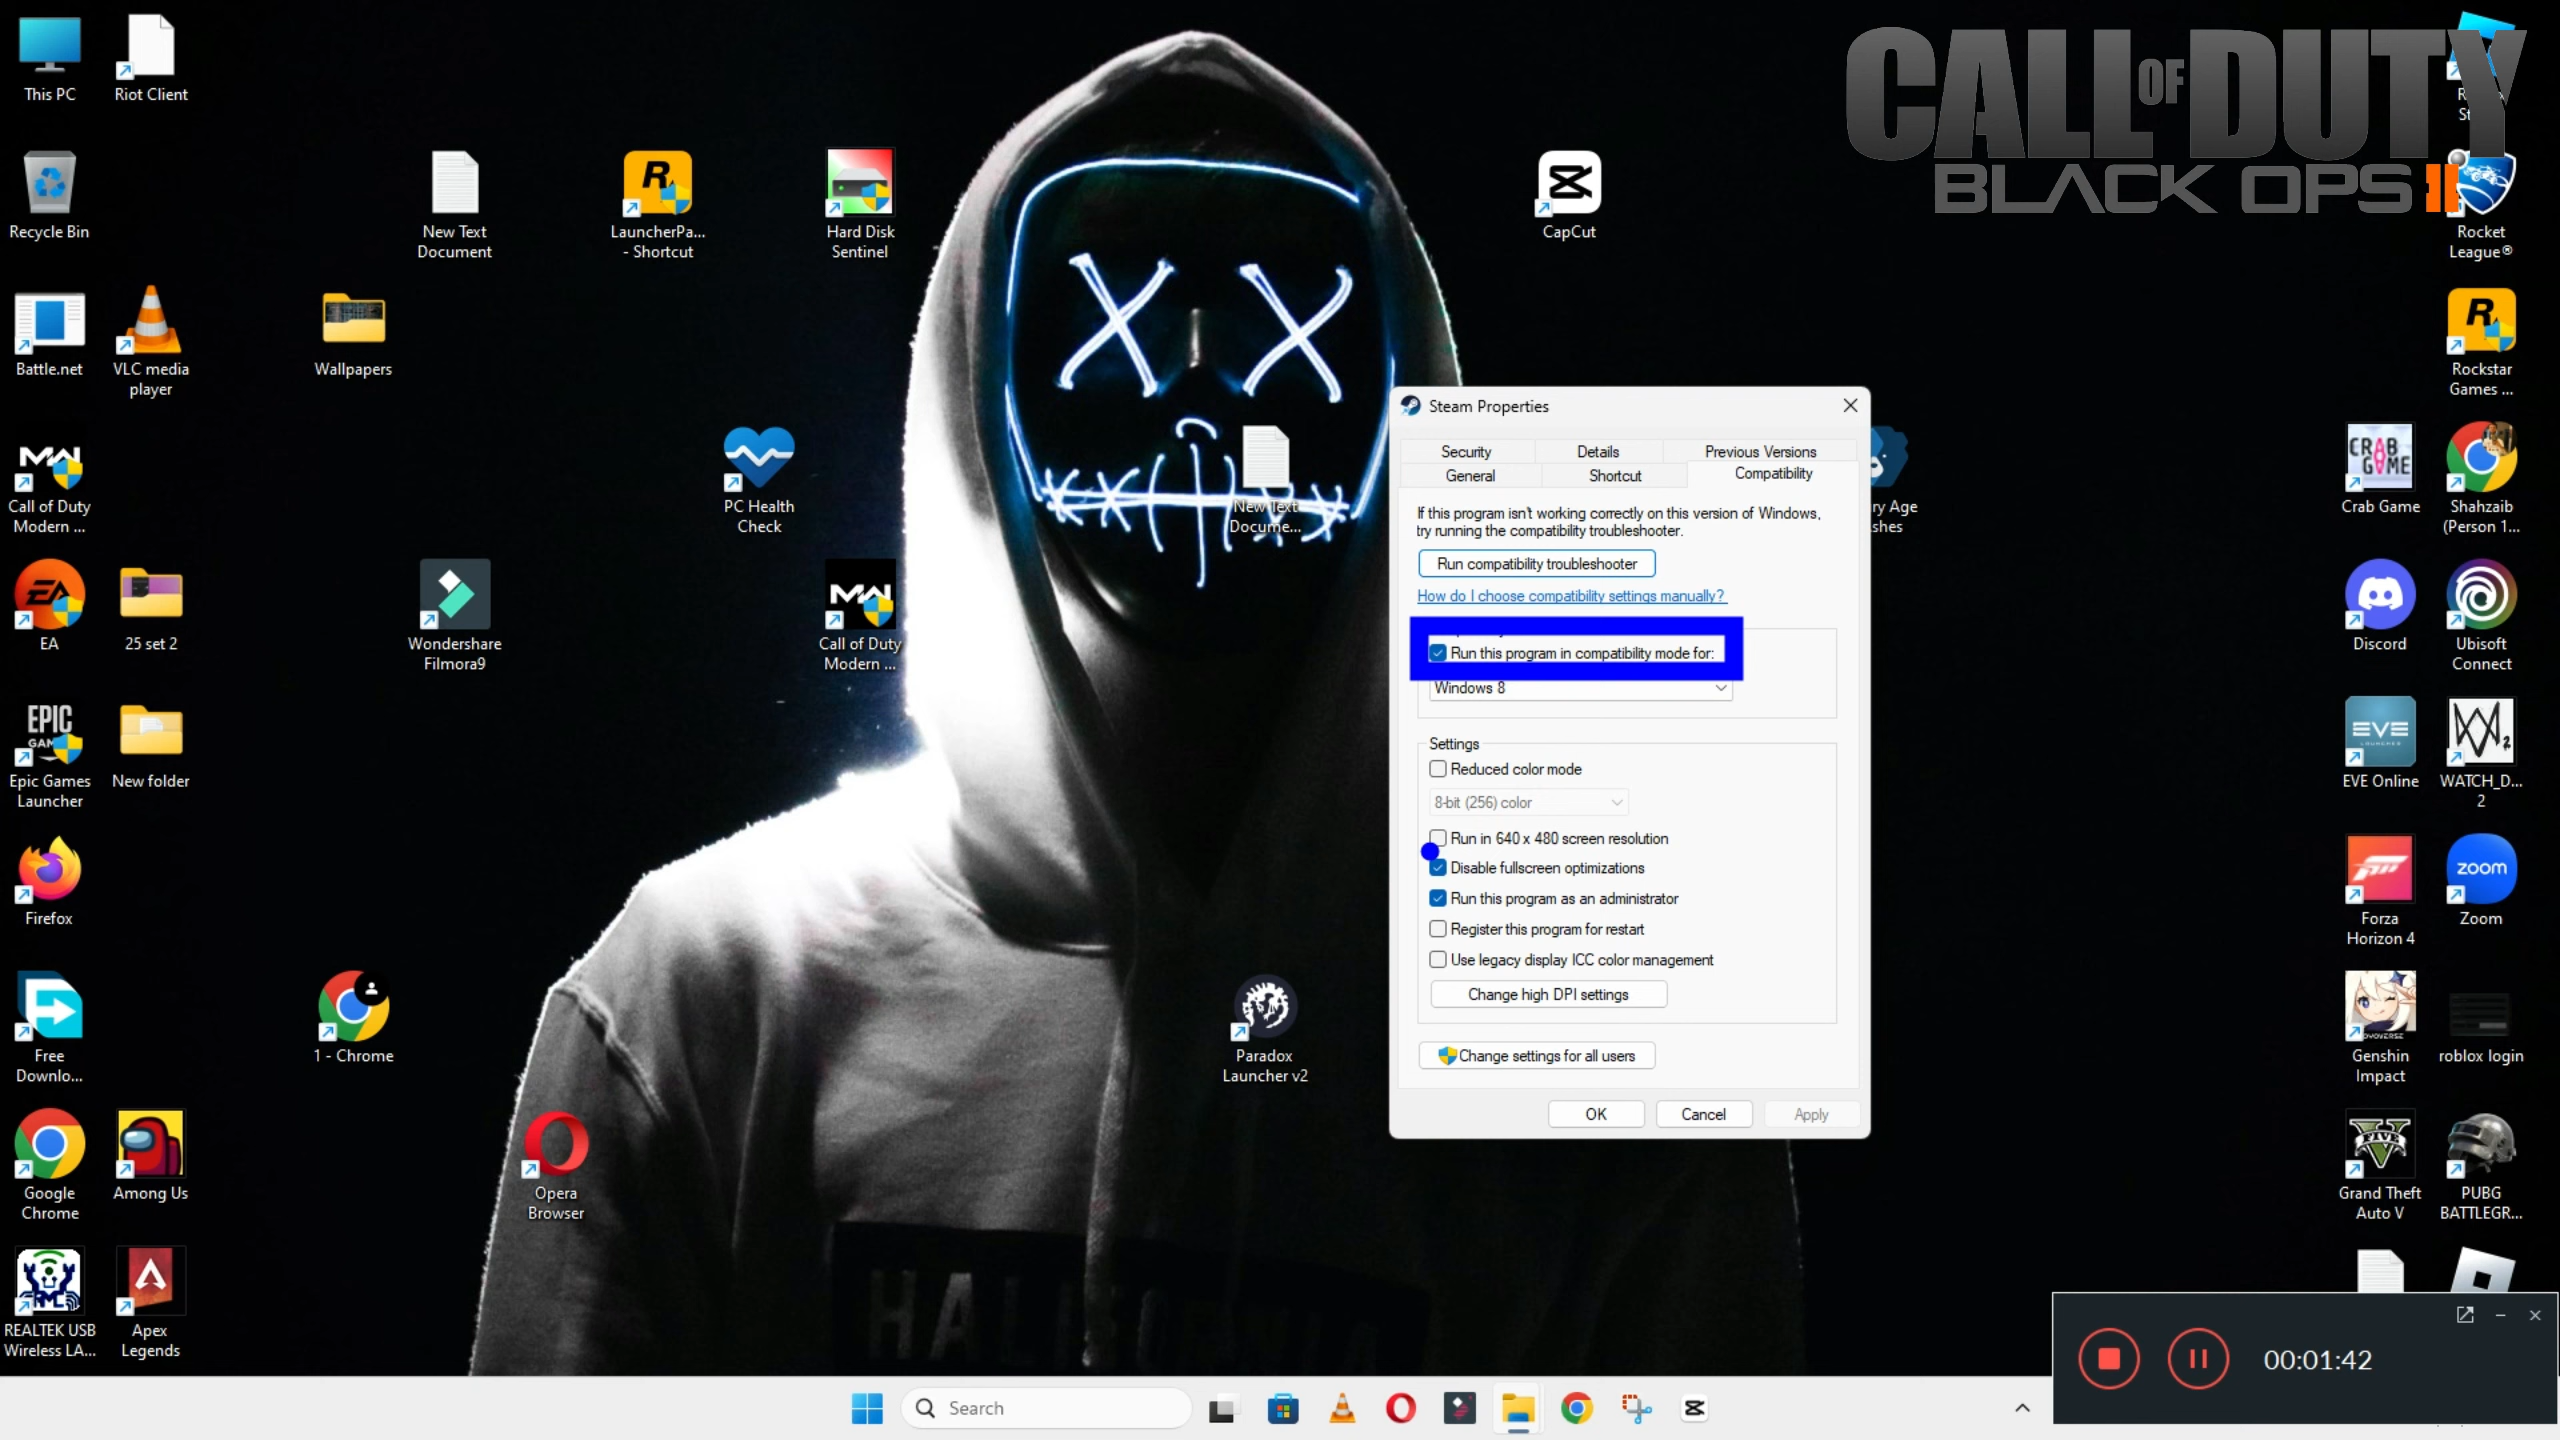 CALL OF DUTY
BLACK OPS II
This PC
Riot Client
Recycle Bin
New Text
Document
LauncherPa...
- Shortcut
Hard Disk
Sentinel
CapCut
Rocket
League®
Battle.net
VLC media
player
Wallpapers
Rockstar
Games ...
Call of Duty
Modern ...
PC Health
Check
New Text
Docume...
ry Age
shes
Crab Game
Shahzaib
(Person 1...
EA
25 set 2
Wondershare
Filmora9
Call of Duty
Modern ...
Discord
Ubisoft
Connect
Epic Games
Launcher
New folder
EVE Online
WATCH_D...
2
Firefox
Forza
Horizon 4
Zoom
Free
Downlo...
1 - Chrome
Paradox
Launcher v2
Genshin
Impact
roblox login
Google
Chrome
Among Us
Opera
Browser
Grand Theft
Auto V
PUBG
BATTLEGR...
REALTEK USB
Wireless LA...
Apex
Legends
Steam Properties
Security
Details
Previous Versions
General
Shortcut
Compatibility
If this program isn't working correctly on this version of Windows,
try running the compatibility troubleshooter.
Run compatibility troubleshooter
How do I choose compatibility settings manually?
Run this program in compatibility mode for:
Windows 8
Settings
Reduced color mode
8-bit (256) color
Run in 640 x 480 screen resolution
Disable fullscreen optimizations
Run this program as an administrator
Register this program for restart
Use legacy display ICC color management
Change high DPI settings
Change settings for all users
OK
Cancel
Apply
Search
00:01:42